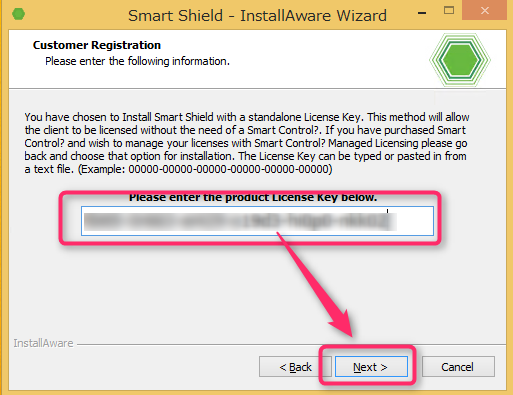 Smart Shield - InstallAware Wizard
Customer Registration
Please enter the following information.
You have chosen to Install Smart Shield with a standalone License Key. This method will allow
the client to be licensed without the need of a Smart Control?. If you have purchased Smart
Control? and wish to manage your licenses with Smart Control? Managed Licensing please go
back and choose that option for installation. The License Key can be typed or pasted in from
a text file. (Example: 00000-00000-00000-00000-00000-00000)
Please enter the product License Key below.
InstallAware
< Back
Next >
Cancel